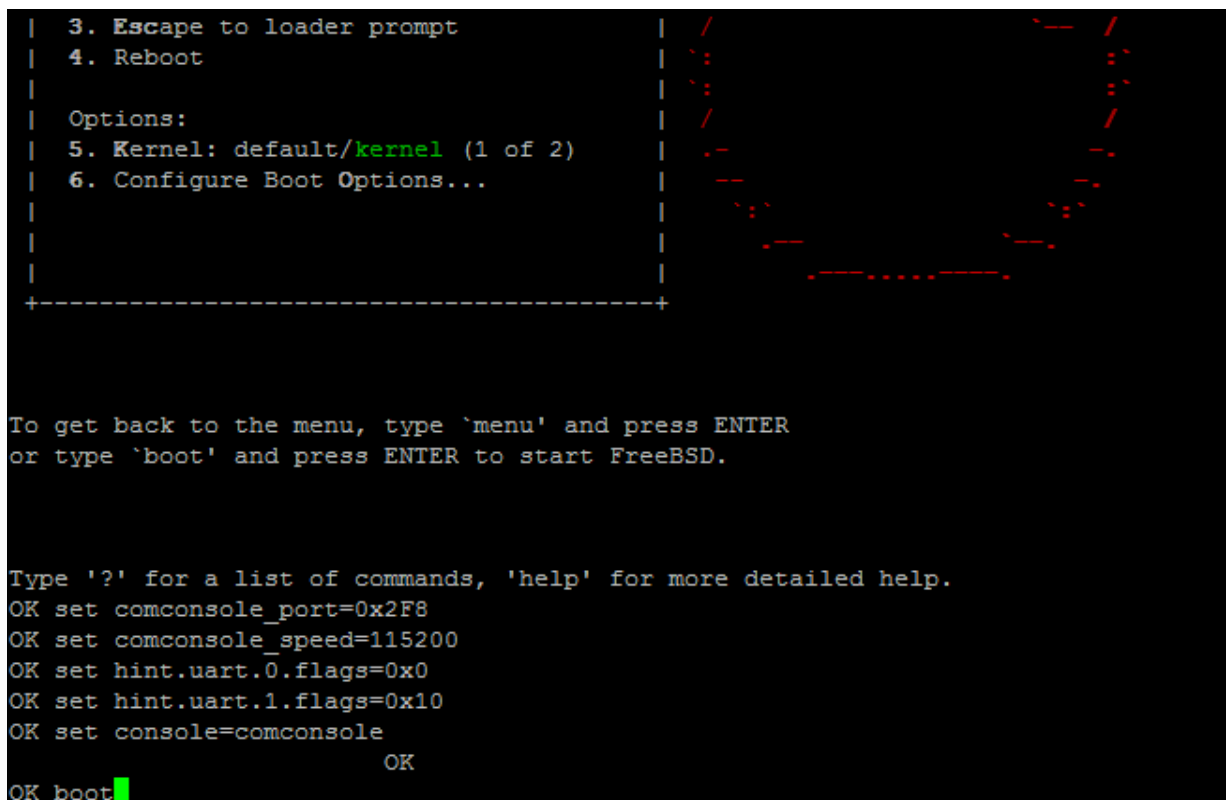 3. Escape to loader prompt
4. Reboot
Options:
5. Kernel: default/kernel (1 of 2)
6. Configure Boot Options...
To get back to the menu, type `menu' and press ENTER
or type `boot' and press ENTER to start FreeBSD.
Type '?' for a list of commands, 'help' for more detailed help.
OK set comconsole_port=0x2F8
OK set comconsole_speed=115200
OK set hint.uart.0.flags=0x0
OK set hint.uart.1.flags=0x10
OK set console=comconsole
OK
OK boot